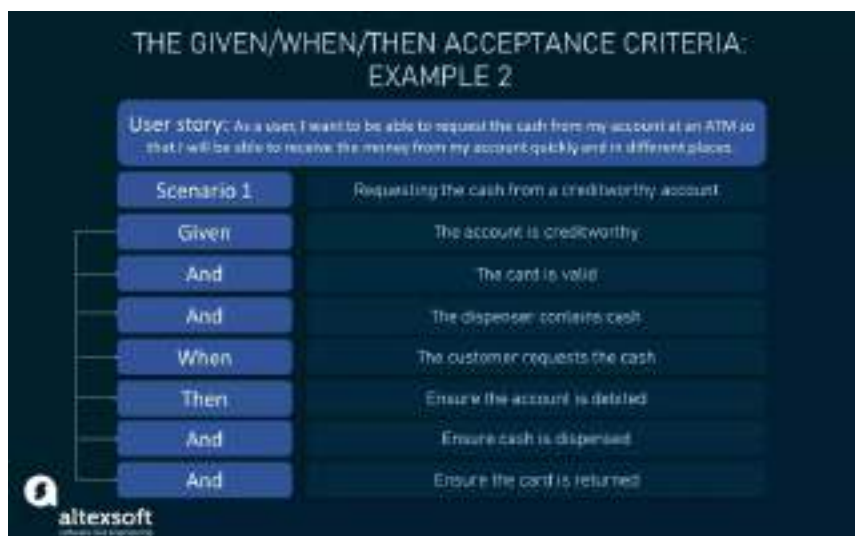 THE GIVEN/WHEN/THEN ACCEPTANCE CRITERIA:
EXAMPLE 2
User story: As a user, I want to be able to request the cash from my account at an ATM so
that I will be able to receive the money from my account quickly and in different places.
Scenario 1 Requesting the cash from a creditworthy account
Given The account is creditworthy
And The card is valid
And The dispenser contains cash
When The customer requests the cash
Then Ensure the account is debited
And Ensure cash is dispensed
And Ensure the card is returned
altexsoft